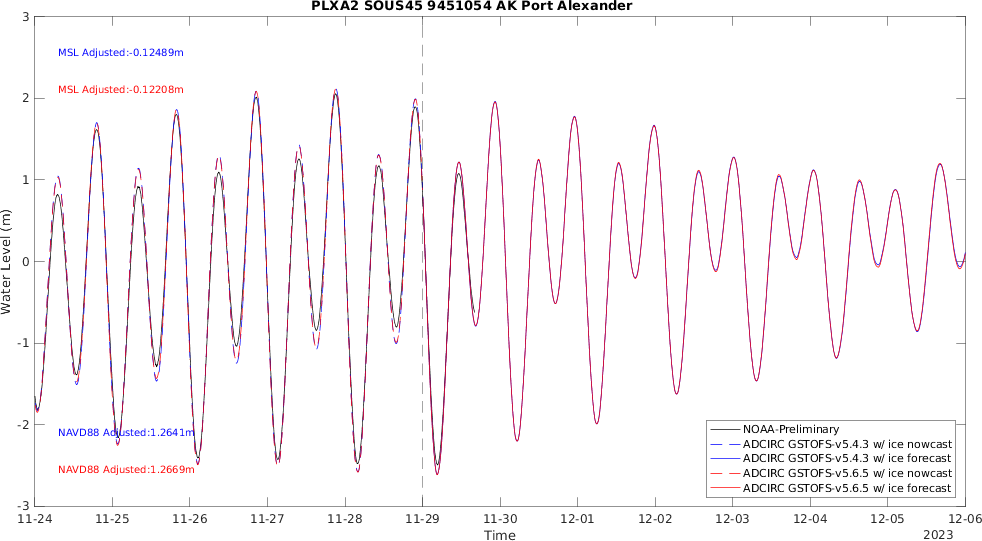 PLXA2 SOUS45 9451054 AK Port Alexander
3
2
1
0
-1
-2
-3
Water Level (m)
MSL Adjusted:-0.12489m
MSL Adjusted:-0.12208m
NAVD88 Adjusted:1.2641m
NAVD88 Adjusted:1.2669m
NOAA-Preliminary
ADCIRC GSTOFS-v5.4.3 w/ ice nowcast
ADCIRC GSTOFS-v5.4.3 w/ ice forecast
ADCIRC GSTOFS-v5.6.5 w/ ice nowcast
ADCIRC GSTOFS-v5.6.5 w/ ice forecast
11-24 11-25 11-26 11-27 11-28 11-29 11-30 12-01 12-02 12-03 12-04 12-05 12-06
Time
2023